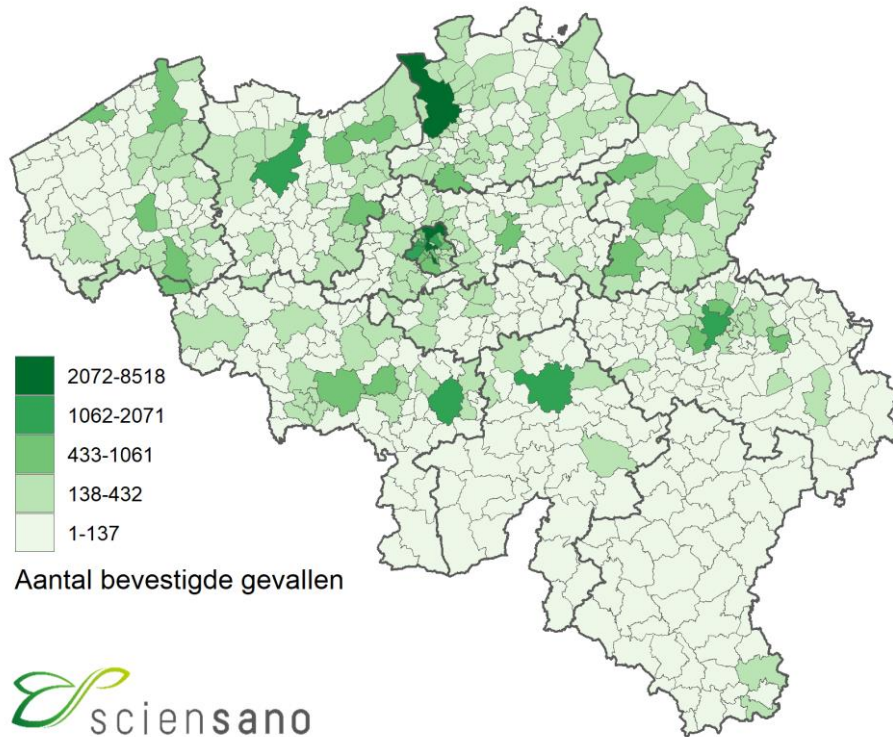 2072-8518
1062-2071
433-1061
138-432
1-137
Aantal bevestigde gevallen
sciensano